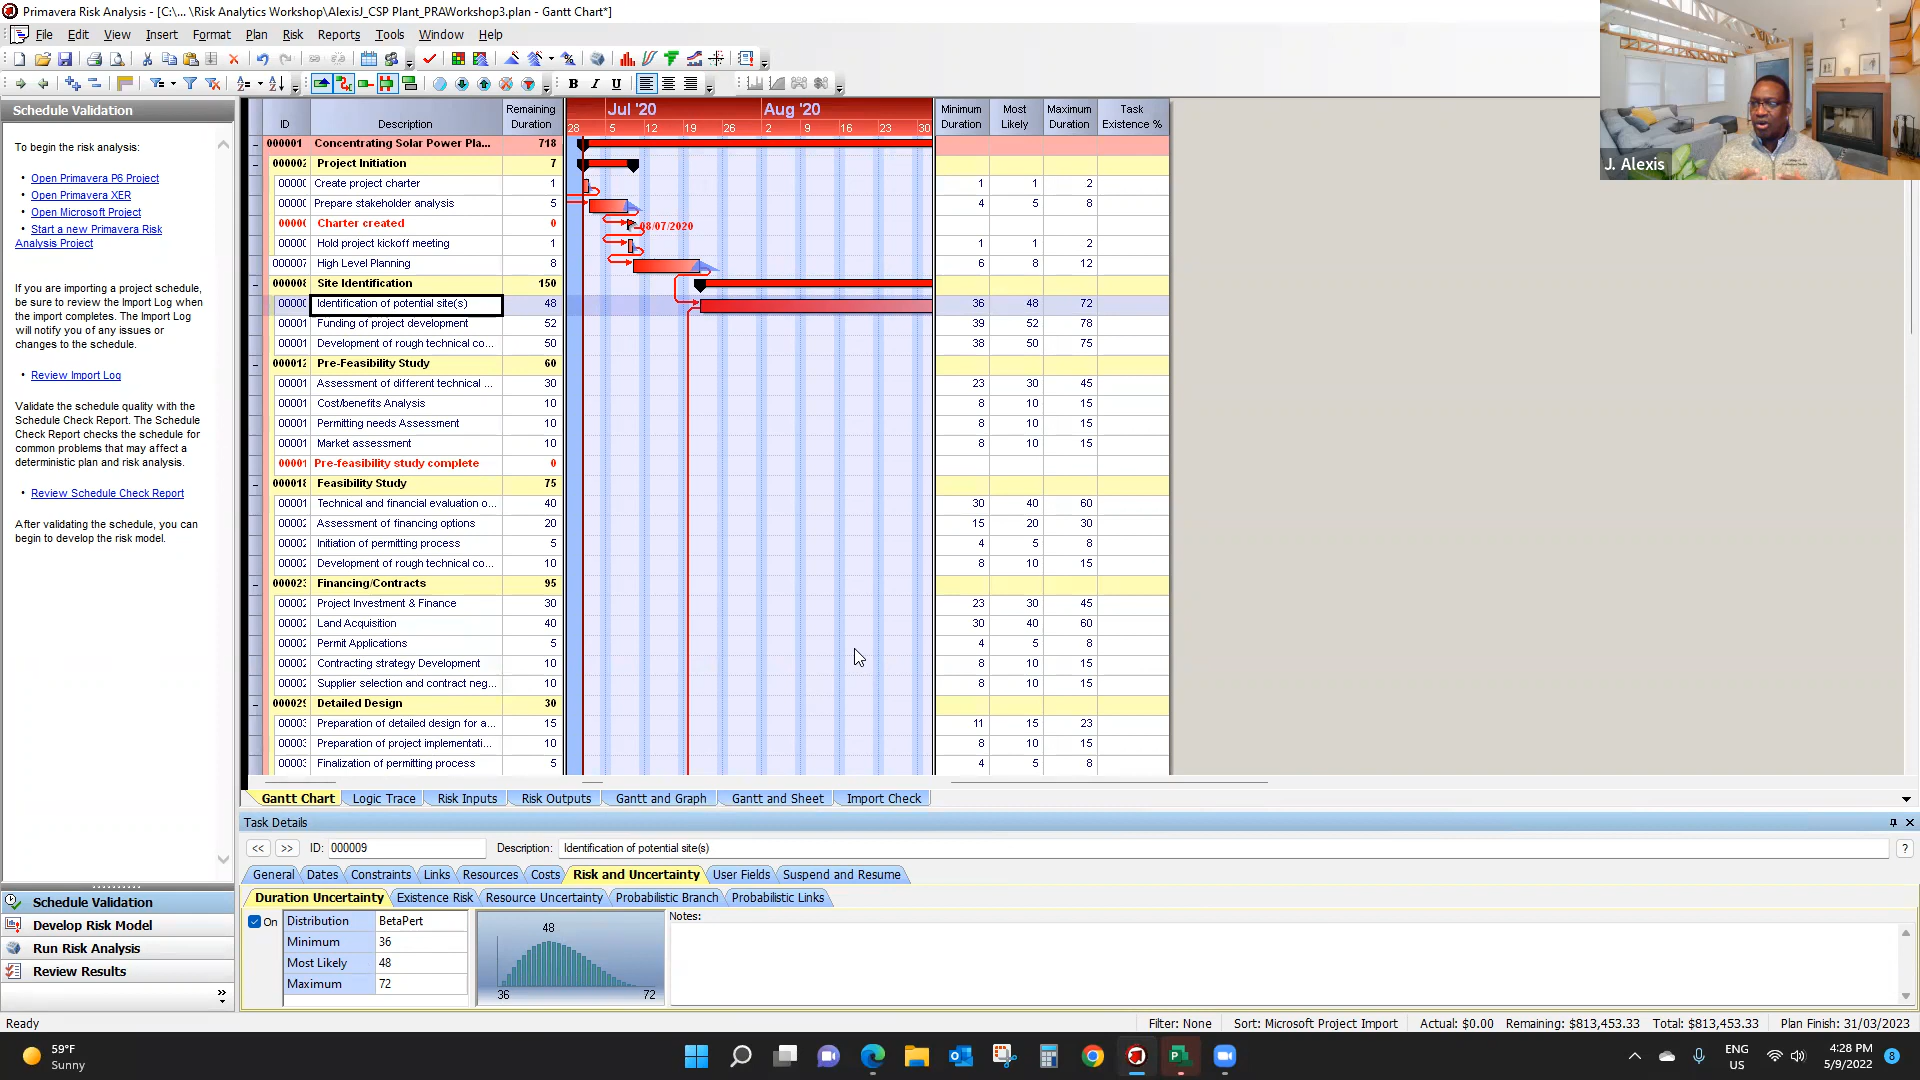 Primavera Risk Analysis - [C:\... \Risk Analytics Workshop\AlexisJ_CSP Plant_PRAWorkshop3.plan - Gantt Chart*]
File Edit View Insert Format Plan Risk Reports Tools Window Help
J. Alexis
Schedule Validation
To begin the risk analysis:
• Open Primavera P6 Project
• Open Primavera XER
• Open Microsoft Project
• Start a new Primavera Risk
Analysis Project
If you are importing a project schedule,
be sure to review the Import Log when
the import completes. The Import Log
will notify you of any issues or
changes to the schedule.
• Review Import Log
Validate the schedule quality with the
Schedule Check Report. The Schedule
Check Report checks the schedule for
common problems that may affect a
deterministic plan and risk analysis.
• Review Schedule Check Report
After validating the schedule, you can
begin to develop the risk model.
Schedule Validation
Develop Risk Model
Run Risk Analysis
Review Results
ID Description Remaining Duration Jul '20 Aug '20 Minimum Duration Most Likely Maximum Duration Task Existence %
28 5 12 19 26 2 9 16 23 30
000001 Concentrating Solar Power Pla... 718
000002 Project Initiation 7
Create project charter 1 1 1 2
Prepare stakeholder analysis 5 4 5 8
Charter created 0 08/07/2020
Hold project kickoff meeting 1 1 1 2
000007 High Level Planning 8 6 8 12
000008 Site Identification 150
Identification of potential site(s) 48 36 48 72
Funding of project development 52 39 52 78
Development of rough technical co... 50 38 50 75
000012 Pre-Feasibility Study 60
Assessment of different technical ... 30 23 30 45
Cost/benefits Analysis 10 8 10 15
Permitting needs Assessment 10 8 10 15
Market assessment 10 8 10 15
Pre-feasibility study complete 0
000018 Feasibility Study 75
Technical and financial evaluation o... 40 30 40 60
Assessment of financing options 20 15 20 30
Initiation of permitting process 5 4 5 8
Development of rough technical co... 10 8 10 15
000023 Financing/Contracts 95
Project Investment & Finance 30 23 30 45
Land Acquisition 40 30 40 60
Permit Applications 5 4 5 8
Contracting strategy Development 10 8 10 15
Supplier selection and contract neg... 10 8 10 15
000029 Detailed Design 30
Preparation of detailed design for a... 15 11 15 23
Preparation of project implementati... 10 8 10 15
Finalization of permitting process 5 4 5 8
Gantt Chart Logic Trace Risk Inputs Risk Outputs Gantt and Graph Gantt and Sheet Import Check
Task Details
<< >> ID: 000009 Description: Identification of potential site(s) ?
General Dates Constraints Links Resources Costs Risk and Uncertainty User Fields Suspend and Resume
Duration Uncertainty Existence Risk Resource Uncertainty Probabilistic Branch Probabilistic Links
On Distribution BetaPert
Minimum 36
Most Likely 48
Maximum 72
48
36 72
Notes:
Ready Filter: None Sort: Microsoft Project Import Actual: $0.00 Remaining: $813,453.33 Total: $813,453.33 Plan Finish: 31/03/2023
59°F
Sunny
ENG
US
4:28 PM
5/9/2022
8